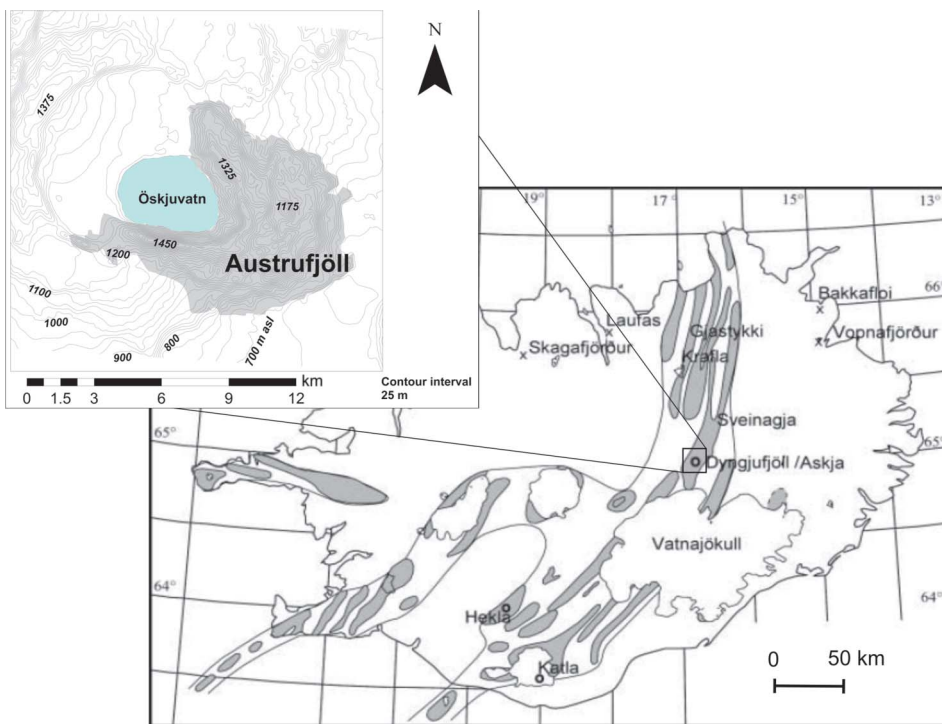 N
1375
1325
Öskjuvatn
1175
1450
1200
Austrufjöll
1100
1000
900
800
700 m asl
km
0 1.5 3 6 9 12
Contour interval
25 m
19° 17° 15° 13°
66°
Bakkafloi
Laufas
Gjastykki
Vopnafjörður
Skagafjörður
Krafla
Sveinagja
65° 65°
Dyngjufjöll /Askja
Vatnajökull
64° 64°
Hekla
Katla
0 50 km